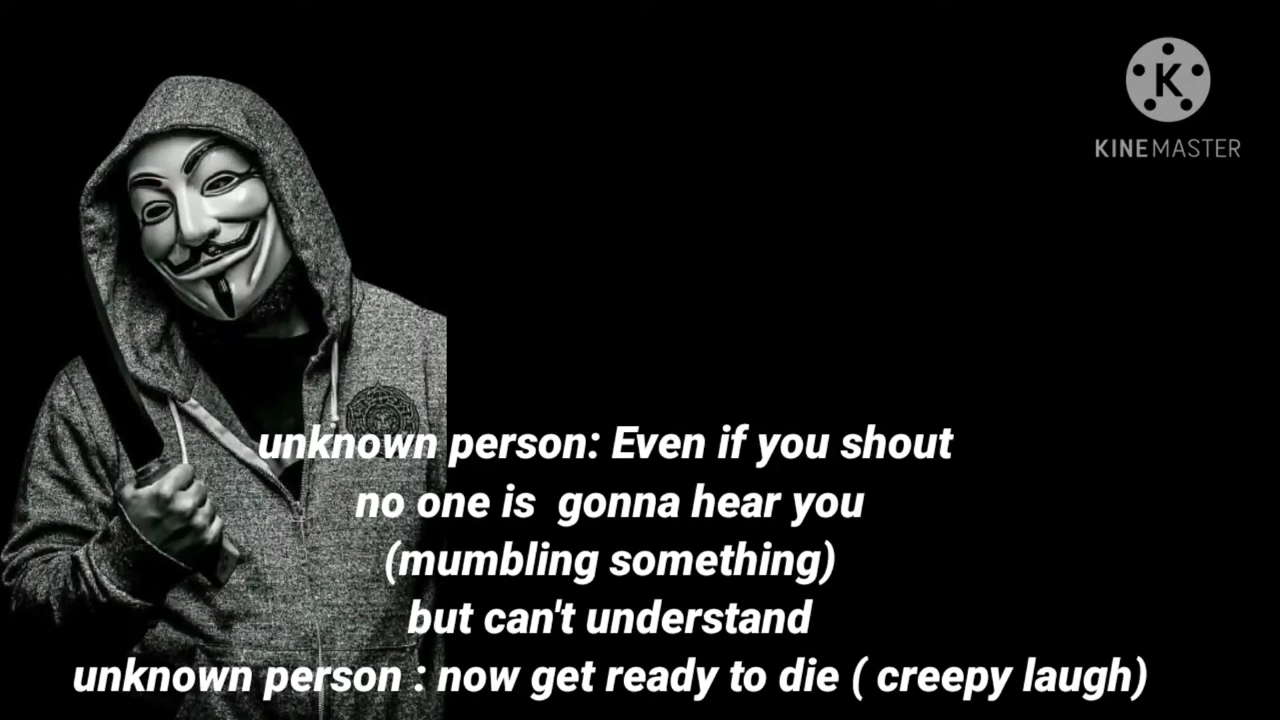 K
KINEMASTER
unknown person: Even if you shout
no one is  gonna hear you
(mumbling something)
but can't understand
unknown person : now get ready to die ( creepy laugh)